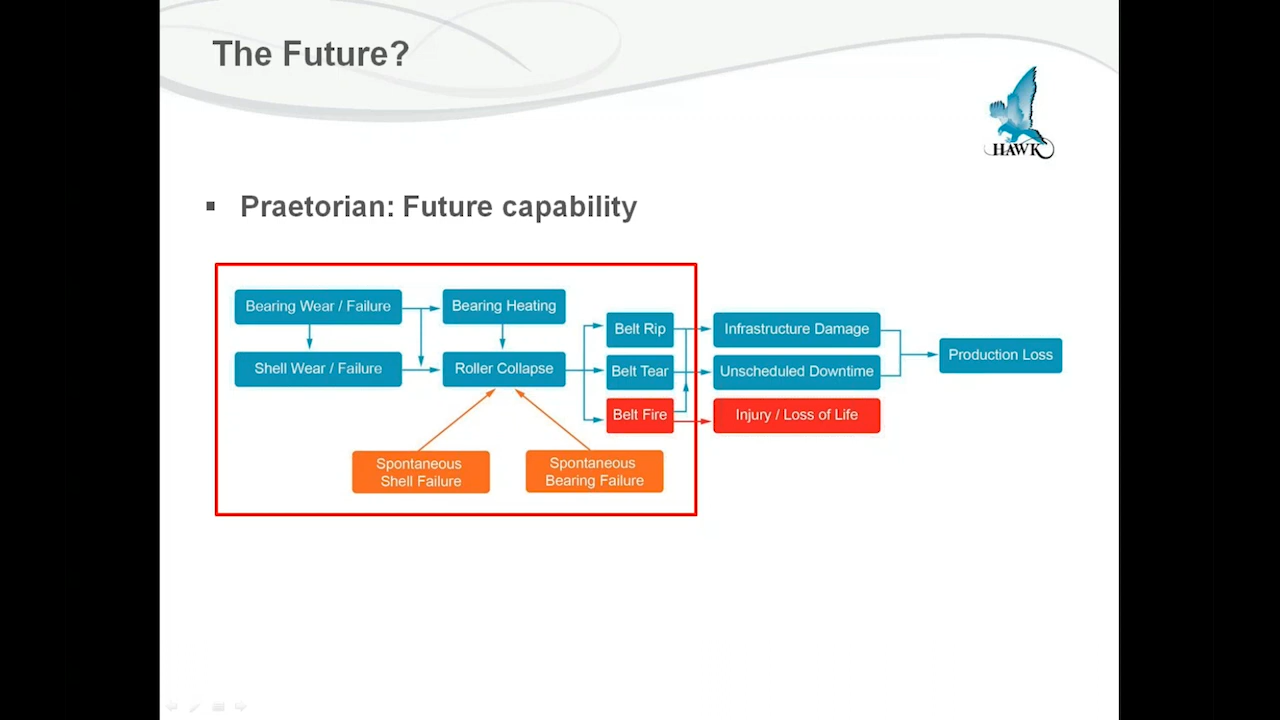 The Future?
HAWK
▪ Praetorian: Future capability
Bearing Wear / Failure
Bearing Heating
Belt Rip
Infrastructure Damage
Production Loss
Shell Wear / Failure
Roller Collapse
Belt Tear
Unscheduled Downtime
Belt Fire
Injury / Loss of Life
Spontaneous
Shell Failure
Spontaneous
Bearing Failure